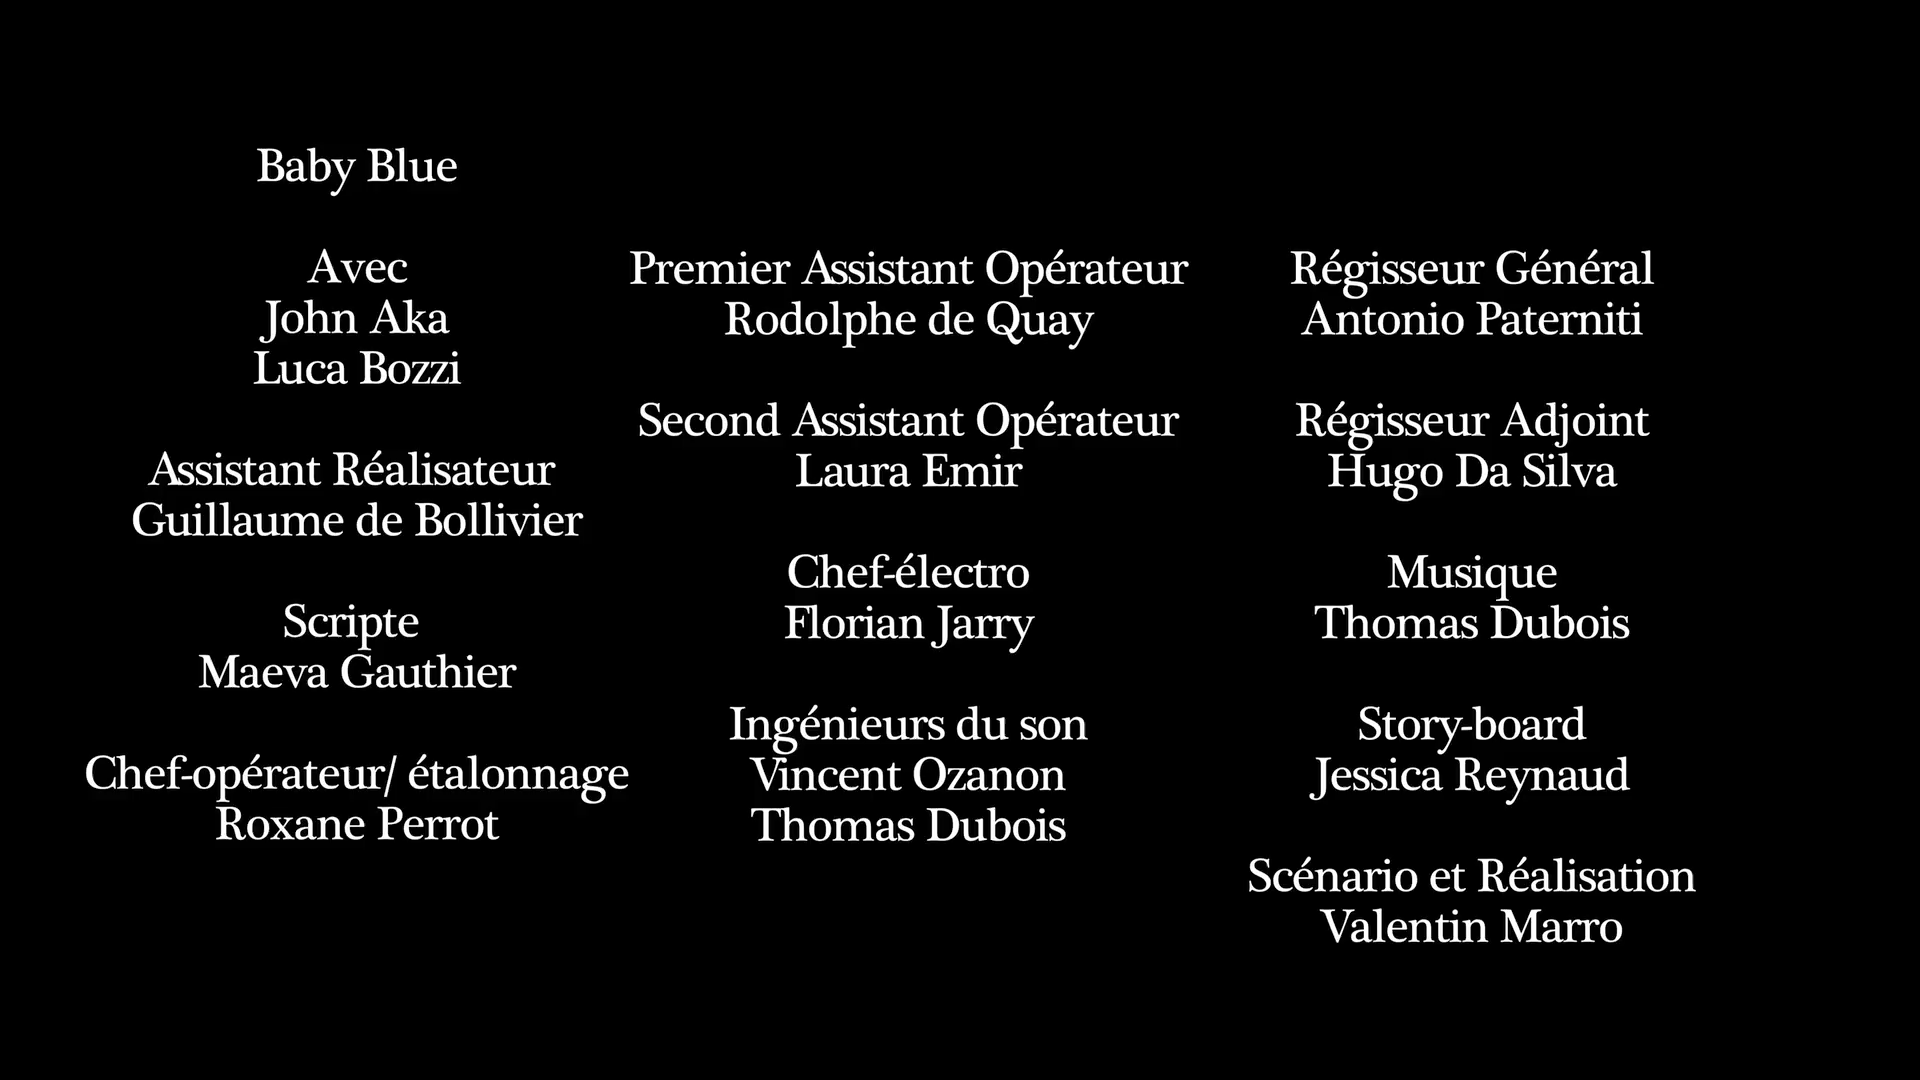 Baby Blue
Avec
John Aka
Luca Bozzi
Assistant Réalisateur
Guillaume de Bollivier
Scripte
Maeva Gauthier
Chef-opérateur/ étalonnage
Roxane Perrot
Premier Assistant Opérateur
Rodolphe de Quay
Second Assistant Opérateur
Laura Emir
Chef-électro
Florian Jarry
Ingénieurs du son
Vincent Ozanon
Thomas Dubois
Régisseur Général
Antonio Paterniti
Régisseur Adjoint
Hugo Da Silva
Musique
Thomas Dubois
Story-board
Jessica Reynaud
Scénario et Réalisation
Valentin Marro